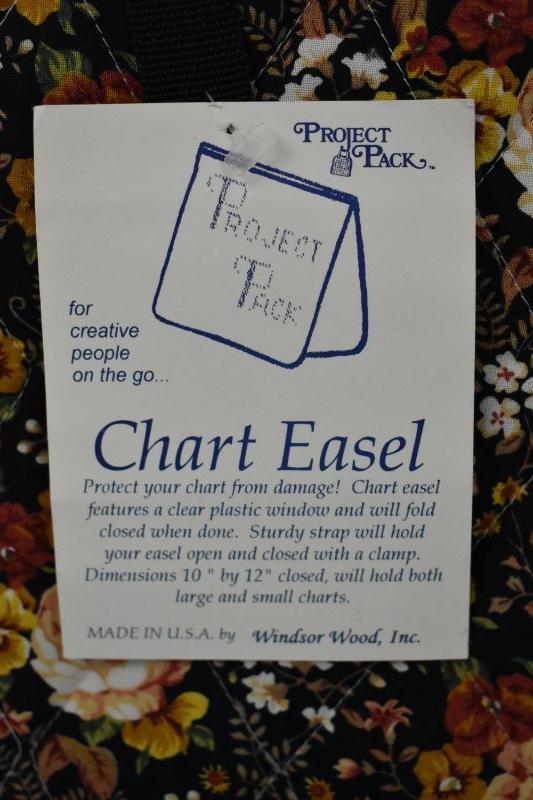 PROJECT
PACK™
PROJECT
PACK
for
creative
people
on the go...
Chart Easel
Protect your chart from damage! Chart easel
features a clear plastic window and will fold
closed when done. Sturdy strap will hold
your easel open and closed with a clamp.
Dimensions 10 " by 12" closed, will hold both
large and small charts.
MADE IN U.S.A. by Windsor Wood, Inc.